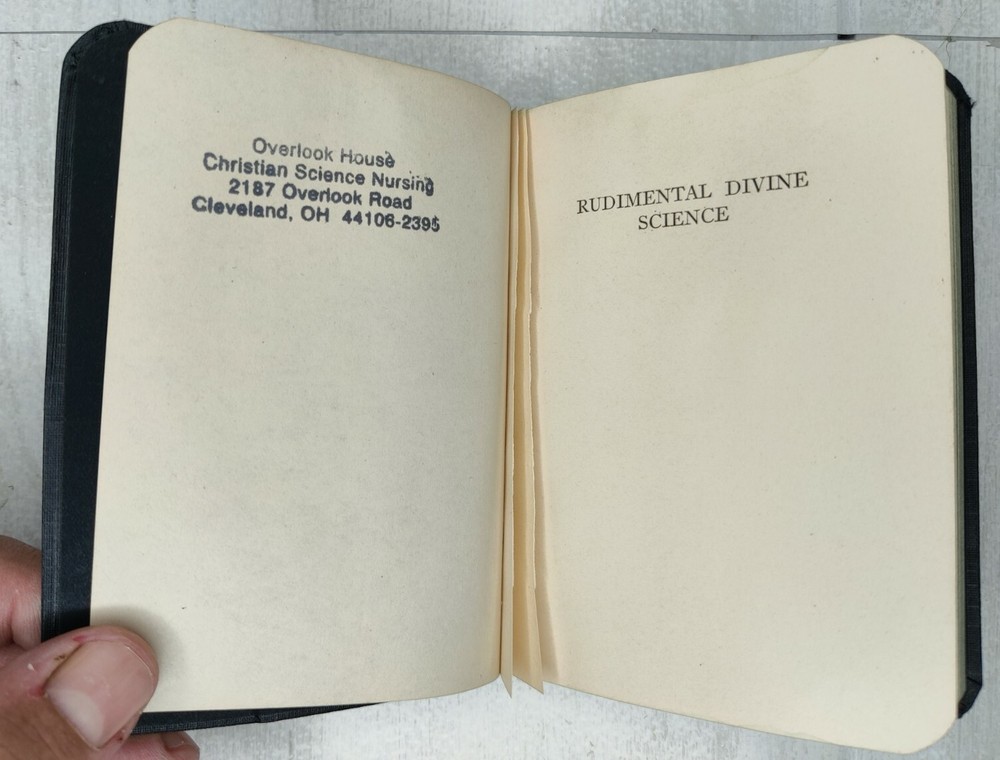 Overlook House
Christian Science Nursing
2187 Overlook Road
Cleveland, OH 44106-2395
RUDIMENTAL DIVINE
SCIENCE